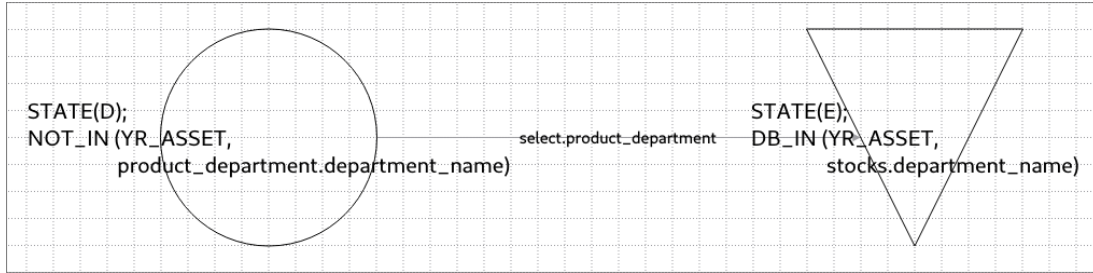 STATE(D);
NOT_IN (YR_ASSET,
product_department.department_name)
select.product_department
STATE(E);
DB_IN (YR_ASSET,
stocks.department_name)